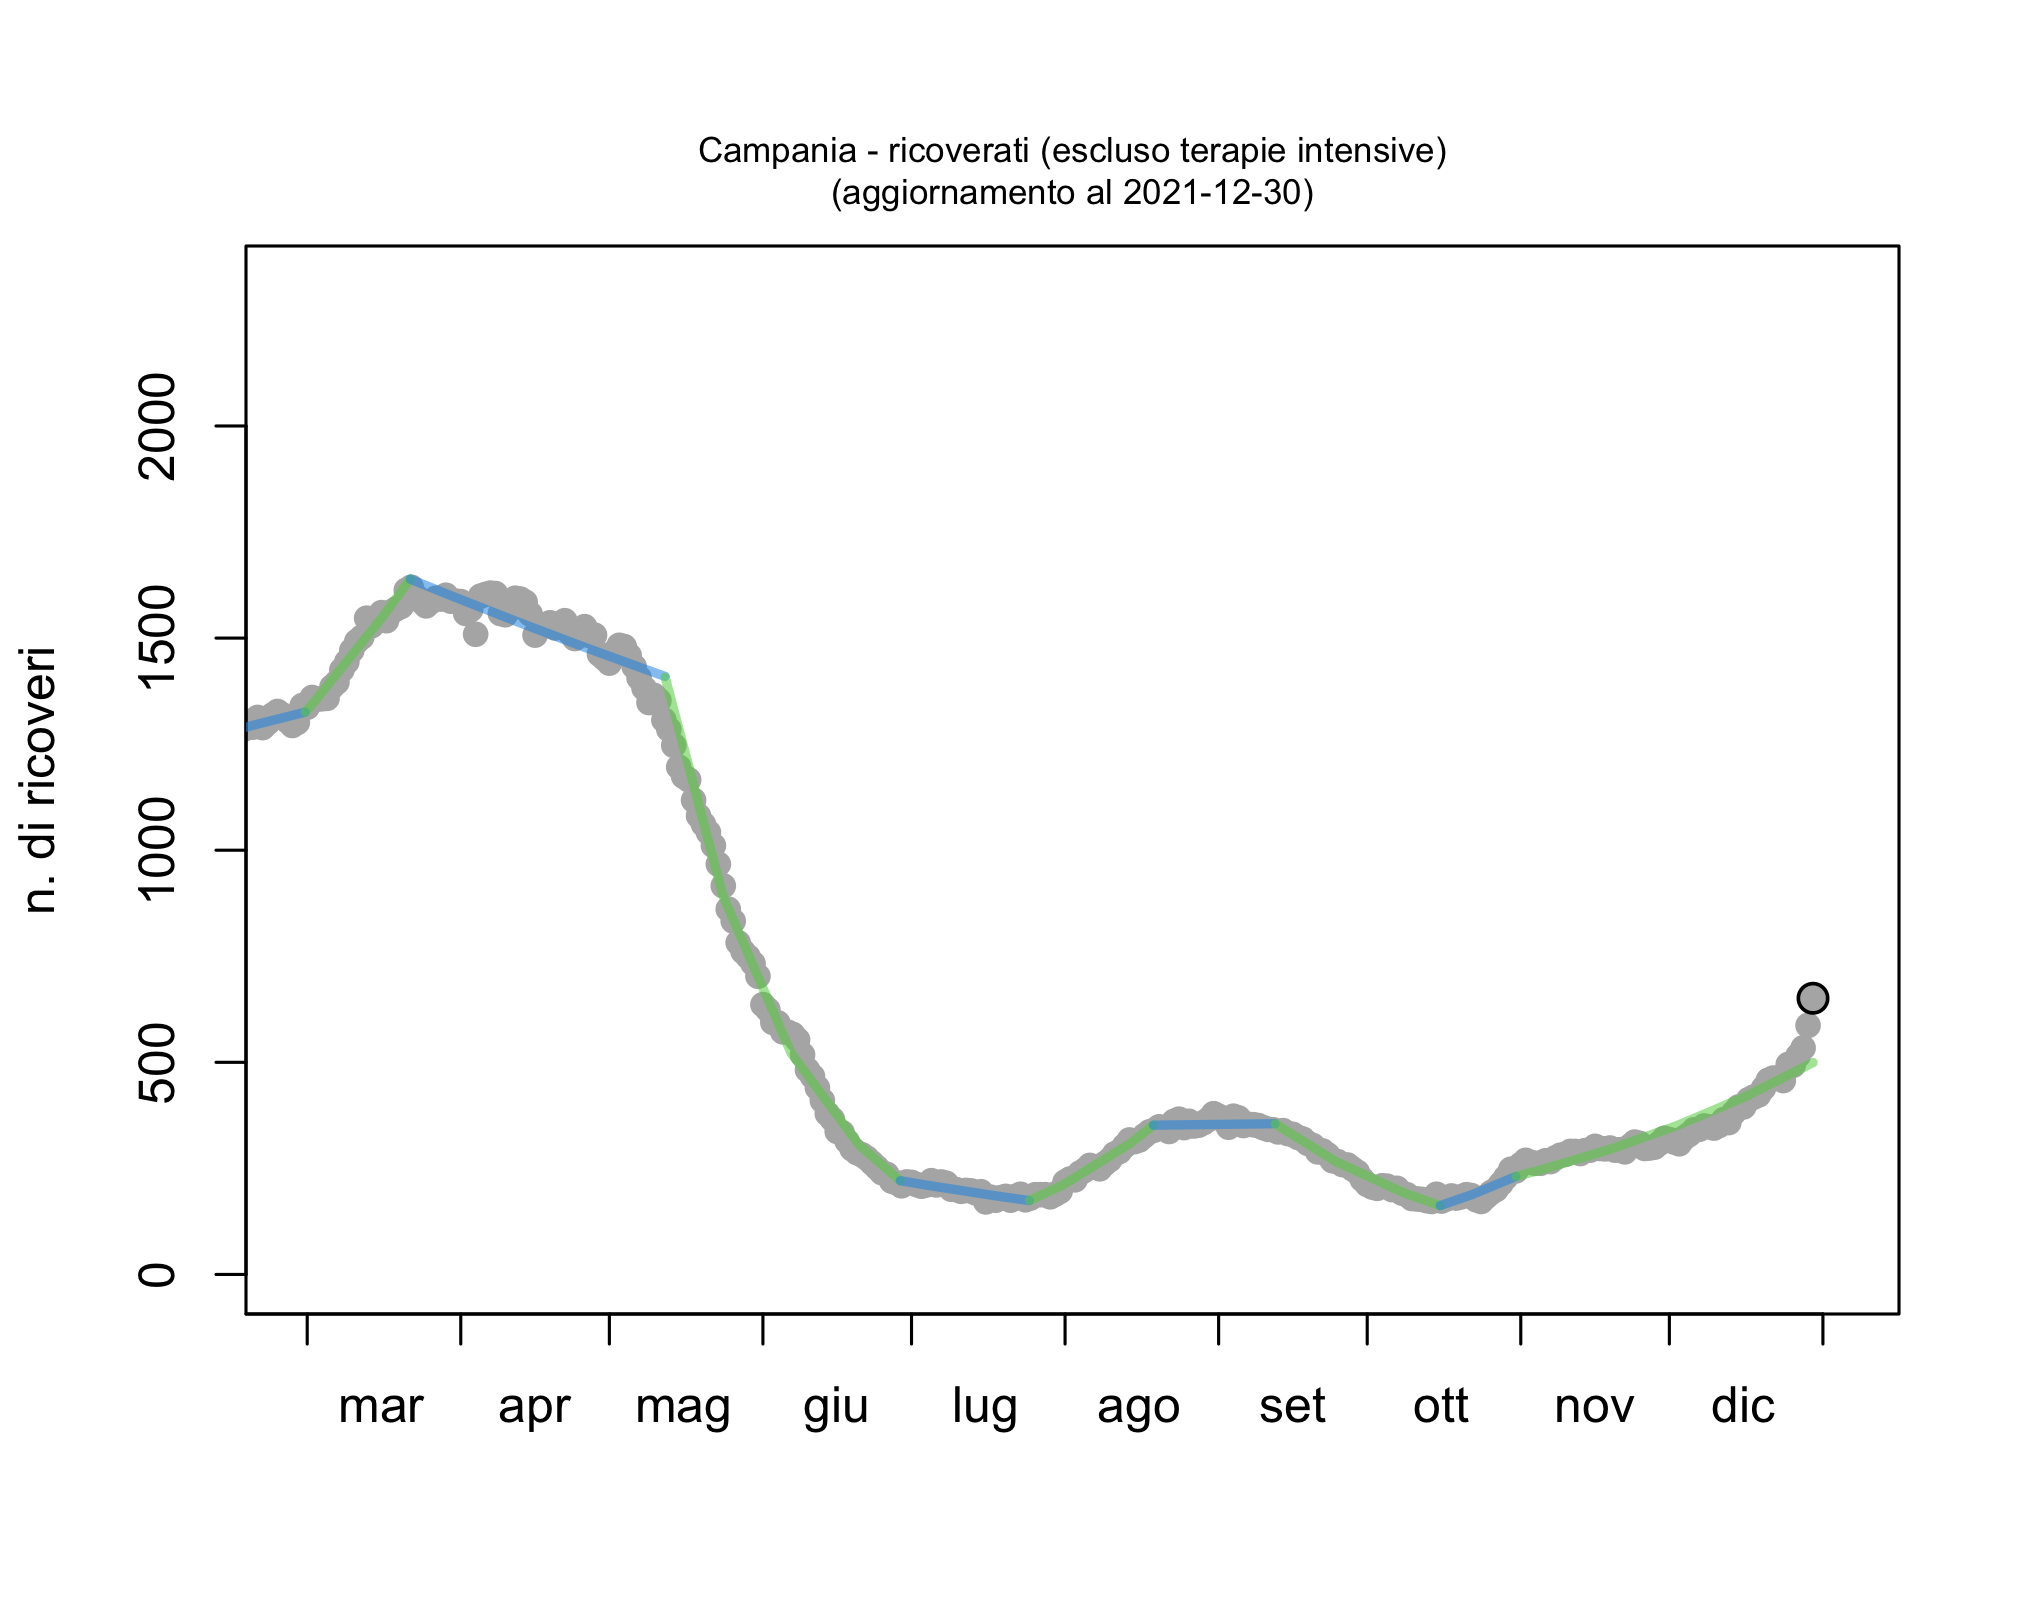 Campania - ricoverati (escluso terapie intensive)
(aggiornamento al 2021-12-30)
n. di ricoveri
2000
1500
1000
500
0
mar apr mag giu lug ago set ott nov dic